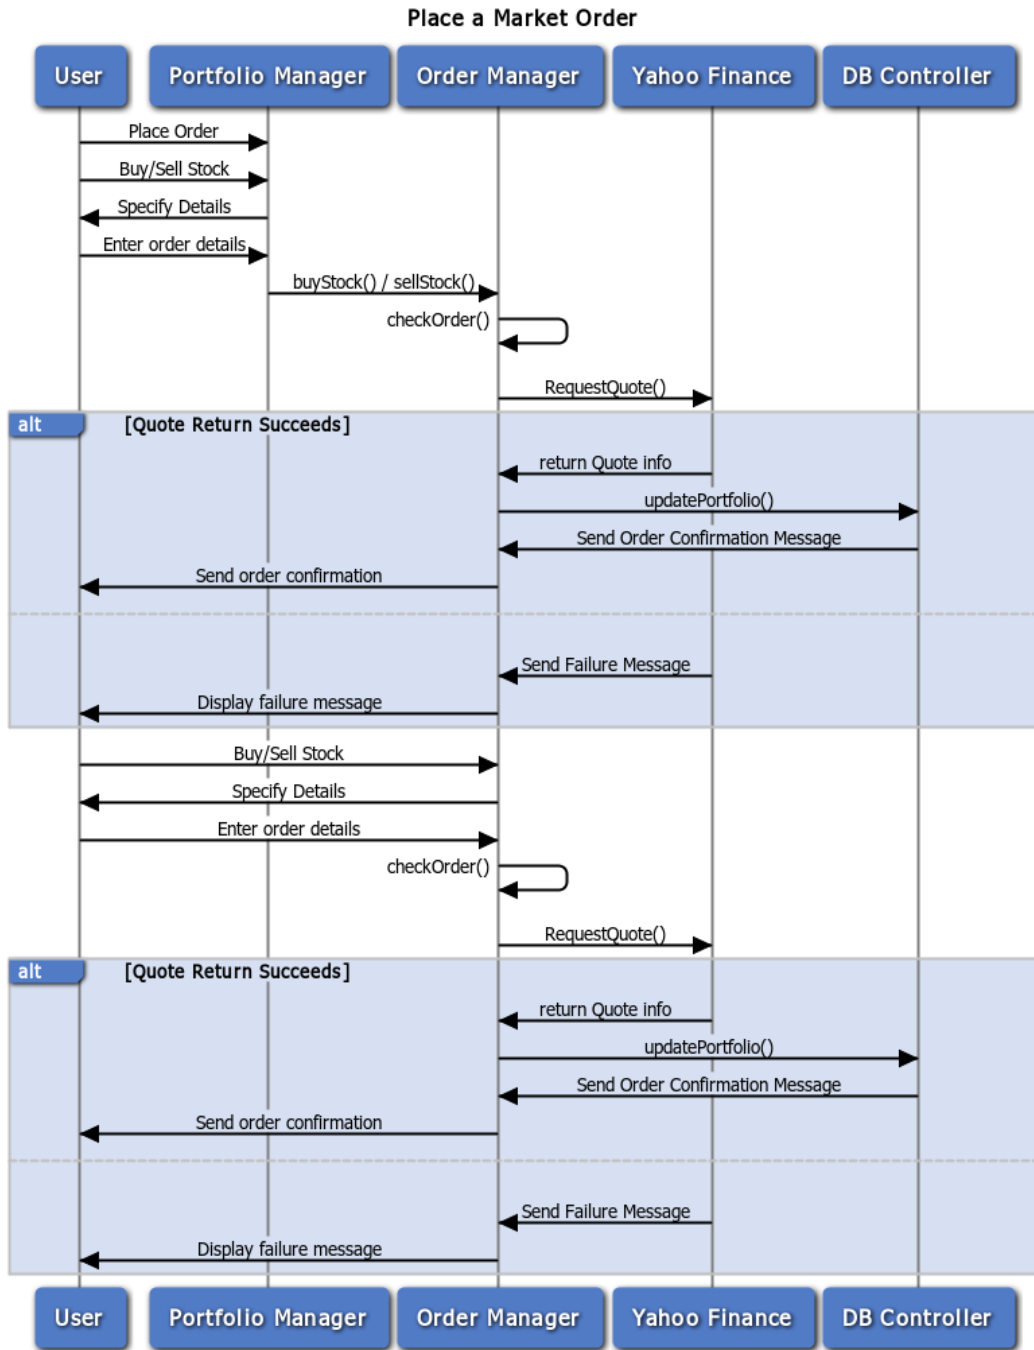 Place a Market Order
User
Portfolio Manager
Order Manager
Yahoo Finance
DB Controller
Place Order
Buy/Sell Stock
Specify Details
Enter order details
buyStock() / sellStock()
checkOrder()
RequestQuote()
alt
[Quote Return Succeeds]
return Quote info
updatePortfolio()
Send Order Confirmation Message
Send order confirmation
Send Failure Message
Display failure message
Buy/Sell Stock
Specify Details
Enter order details
checkOrder()
RequestQuote()
alt
[Quote Return Succeeds]
return Quote info
updatePortfolio()
Send Order Confirmation Message
Send order confirmation
Send Failure Message
Display failure message
User
Portfolio Manager
Order Manager
Yahoo Finance
DB Controller